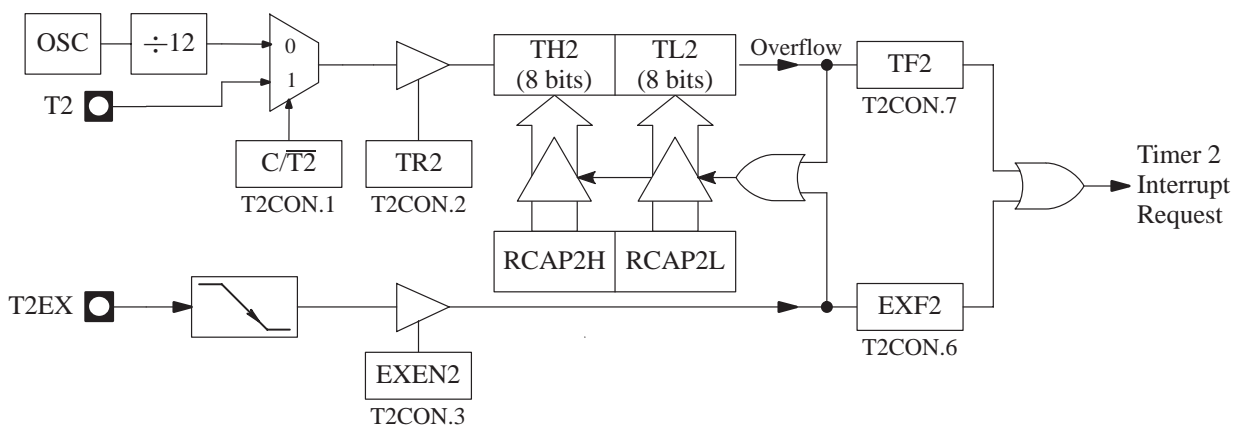 OSC
÷12
0
1
T2
C/T2̅
T2CON.1
TR2
T2CON.2
TH2
(8 bits)
TL2
(8 bits)
Overflow
TF2
T2CON.7
RCAP2H
RCAP2L
Timer 2
Interrupt
Request
T2EX
EXEN2
T2CON.3
EXF2
T2CON.6